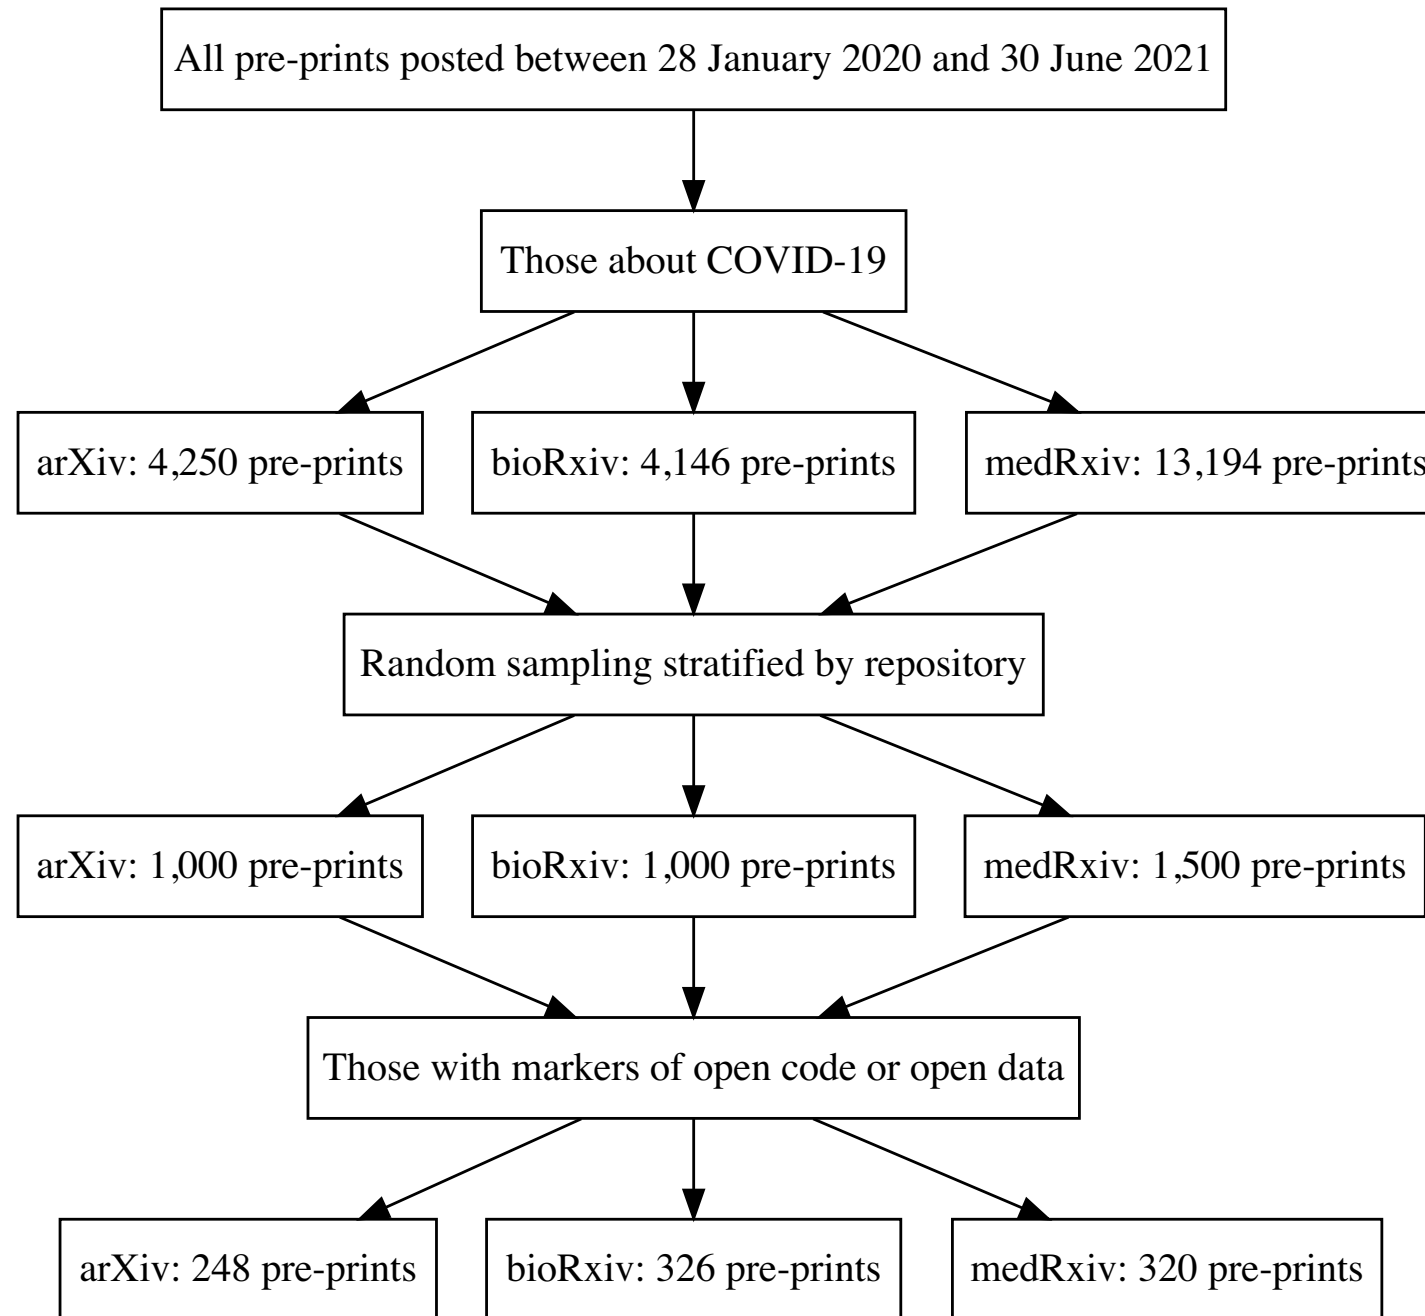 All pre-prints posted between 28 January 2020 and 30 June 2021
Those about COVID-19
arXiv: 4,250 pre-prints
bioRxiv: 4,146 pre-prints
medRxiv: 13,194 pre-prints
Random sampling stratified by repository
arXiv: 1,000 pre-prints
bioRxiv: 1,000 pre-prints
medRxiv: 1,500 pre-prints
Those with markers of open code or open data
arXiv: 248 pre-prints
bioRxiv: 326 pre-prints
medRxiv: 320 pre-prints